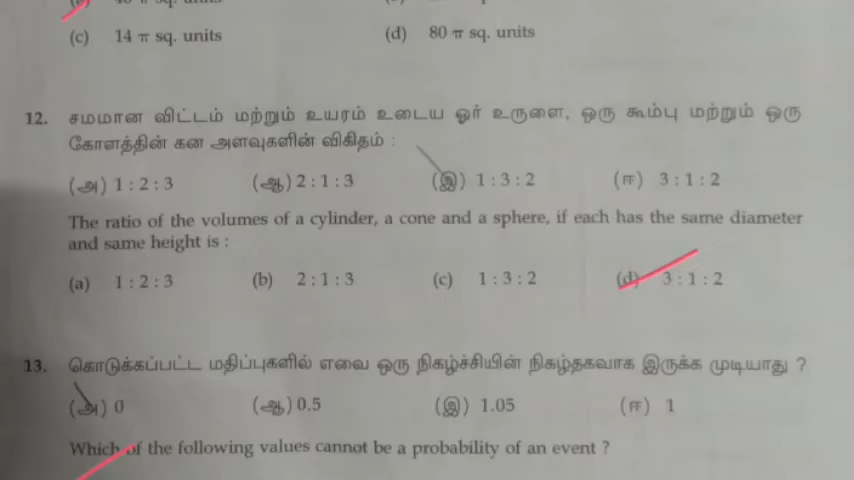 (c) 14 π sq. units (d) 80 π sq. units
12. சமமான விட்டம் மற்றும் உயரம் உடைய ஓர் உருளை, ஒரு கூம்பு மற்றும் ஒரு
கோளத்தின் கன அளவுகளின் விகிதம் :
(அ) 1 : 2 : 3 (ஆ) 2 : 1 : 3 (இ) 1 : 3 : 2 (ஈ) 3 : 1 : 2
The ratio of the volumes of a cylinder, a cone and a sphere, if each has the same diameter
and same height is :
(a) 1 : 2 : 3 (b) 2 : 1 : 3 (c) 1 : 3 : 2 (d) 3 : 1 : 2
13. கொடுக்கப்பட்ட மதிப்புகளில் எவை ஒரு நிகழ்ச்சியின் நிகழ்தகவாக இருக்க முடியாது ?
(அ) 0 (ஆ) 0.5 (இ) 1.05 (ஈ) 1
Which of the following values cannot be a probability of an event ?